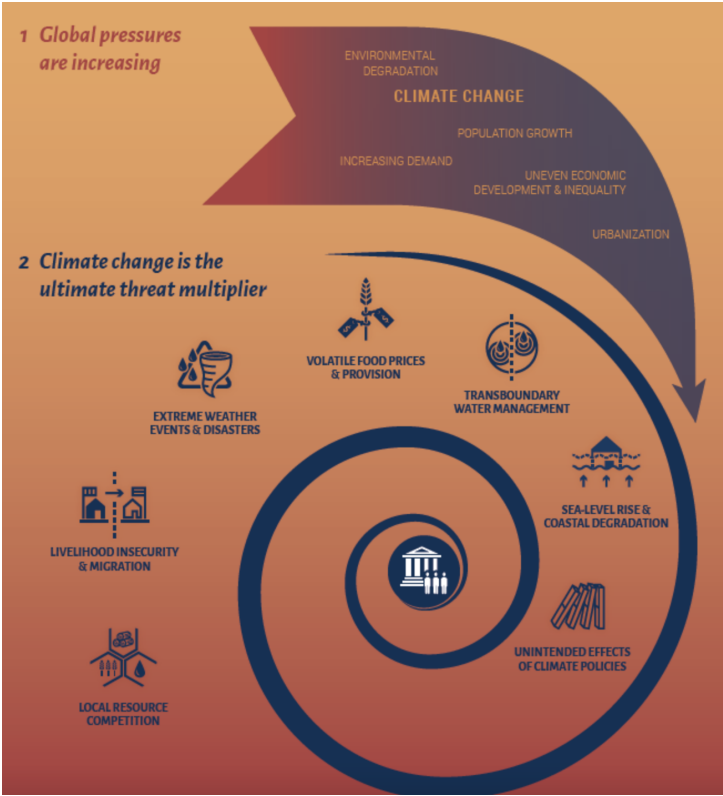 1 Global pressures
are increasing
ENVIRONMENTAL
DEGRADATION
CLIMATE CHANGE
POPULATION GROWTH
INCREASING DEMAND
UNEVEN ECONOMIC
DEVELOPMENT & INEQUALITY
URBANIZATION
2 Climate change is the
ultimate threat multiplier
VOLATILE FOOD PRICES
& PROVISION
TRANSBOUNDARY
WATER MANAGEMENT
EXTREME WEATHER
EVENTS & DISASTERS
SEA-LEVEL RISE &
COASTAL DEGRADATION
LIVELIHOOD INSECURITY
& MIGRATION
UNINTENDED EFFECTS
OF CLIMATE POLICIES
LOCAL RESOURCE
COMPETITION